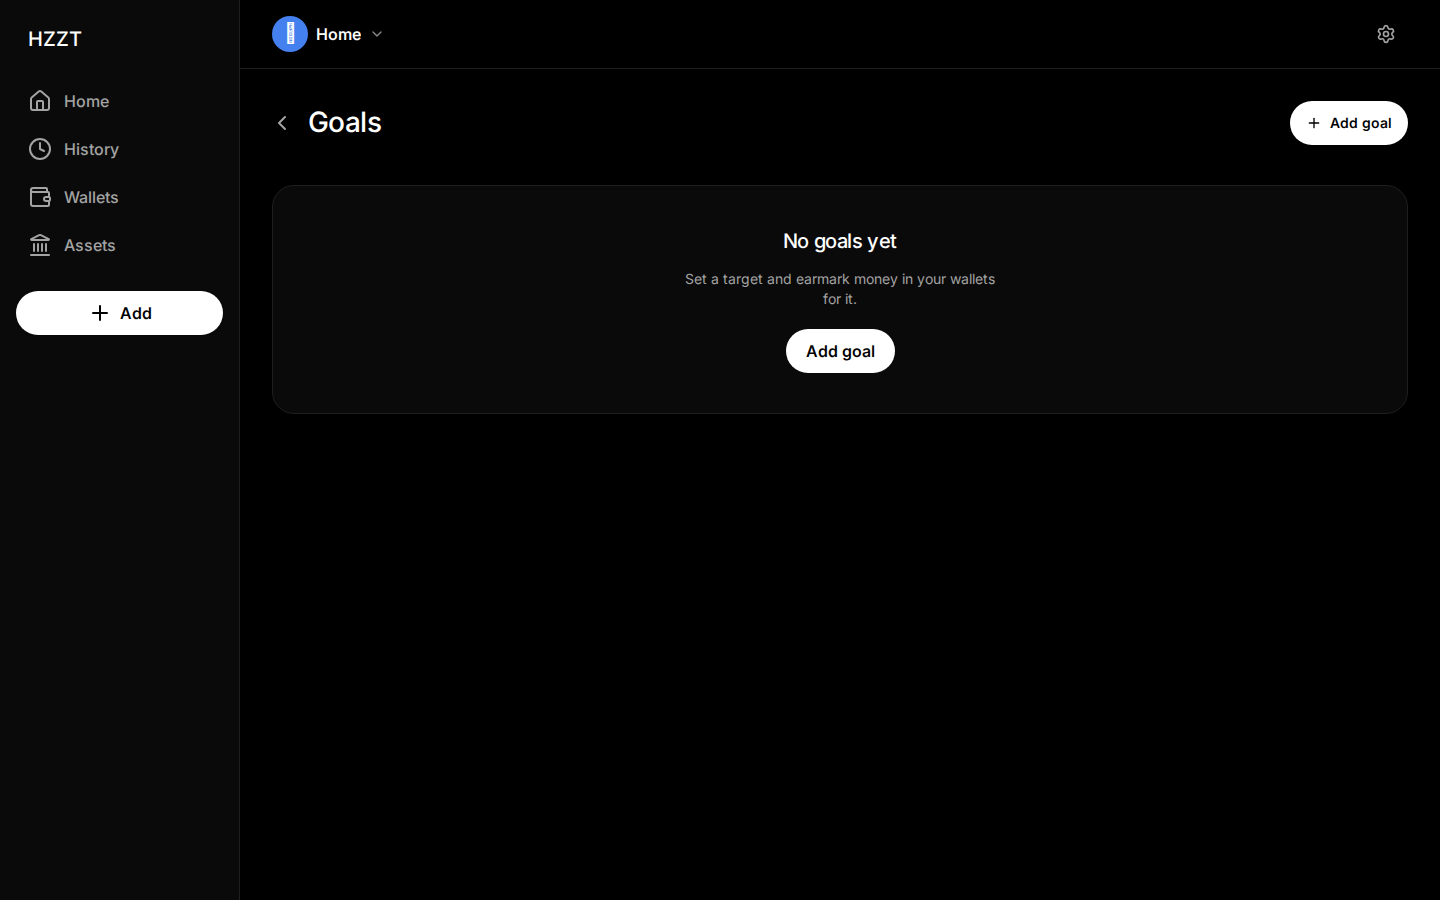 HZZT
Home
History
Wallets
Assets
Add
Home
Goals
Add goal
No goals yet
Set a target and earmark money in your wallets
for it.
Add goal